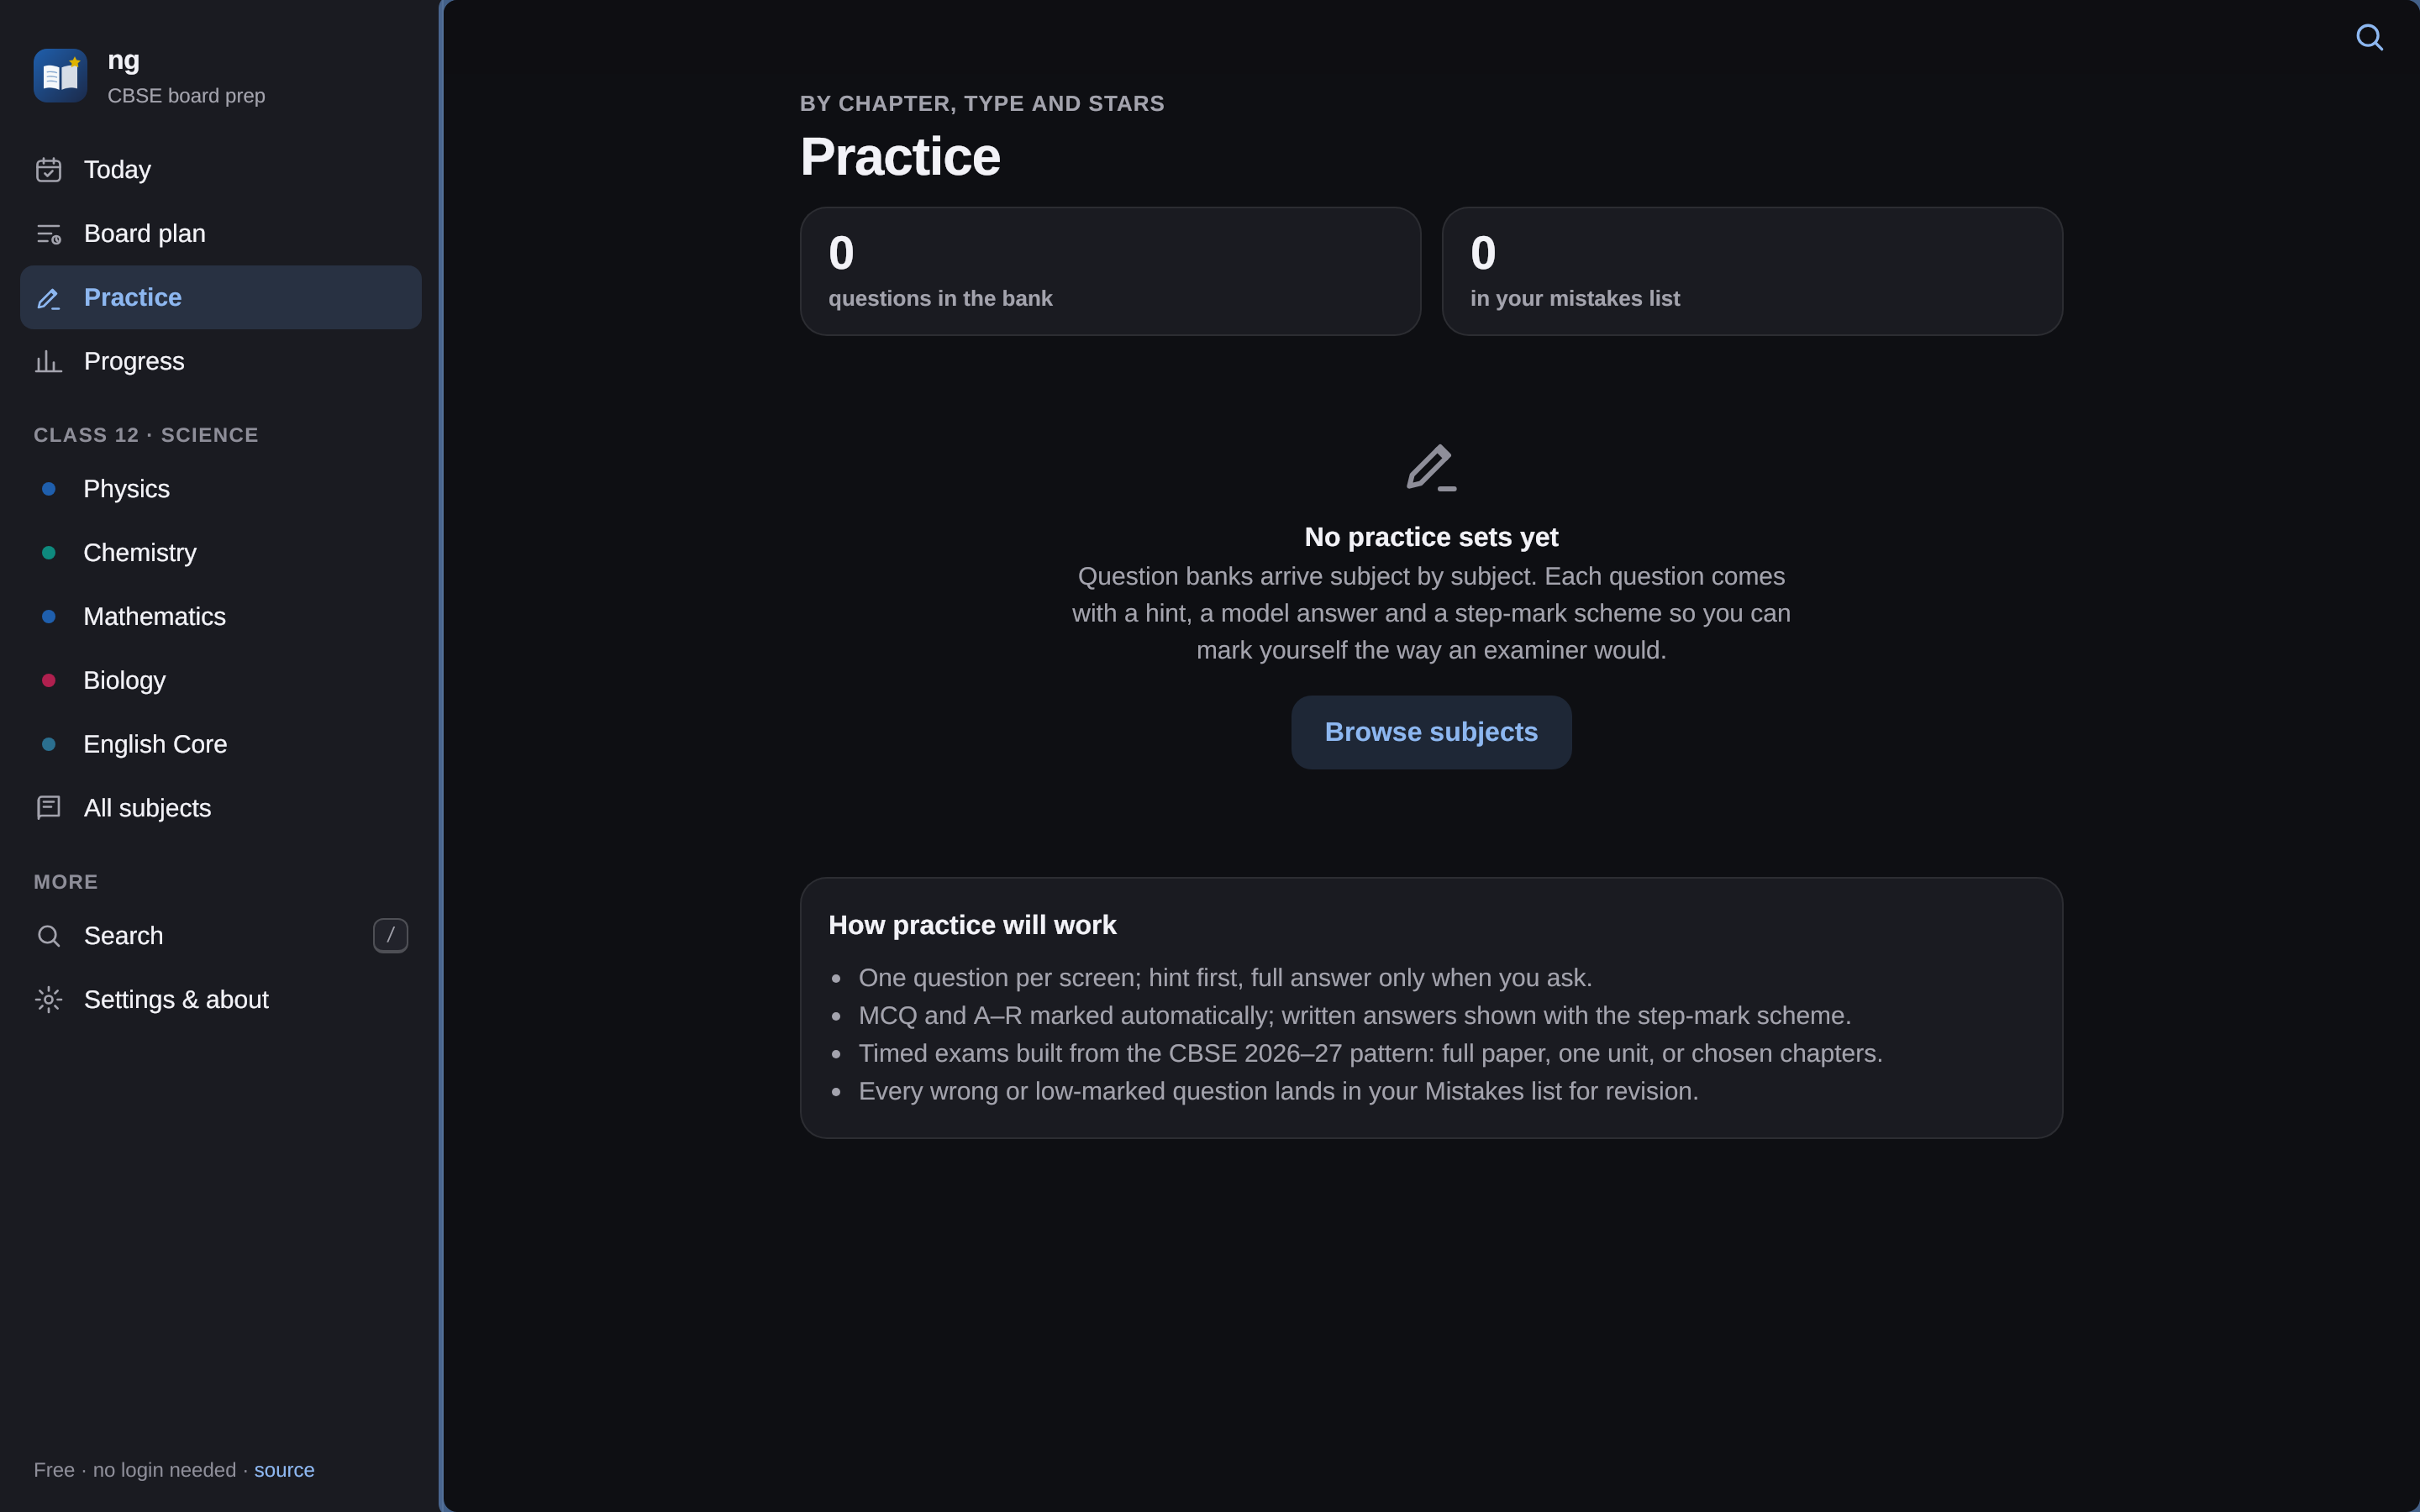 ng
CBSE board prep
Today
Board plan
Practice
Progress
CLASS 12 · SCIENCE
Physics
Chemistry
Mathematics
Biology
English Core
All subjects
MORE
Search
/
Settings & about
Free · no login needed · source
BY CHAPTER, TYPE AND STARS
Practice
0
questions in the bank
0
in your mistakes list
No practice sets yet
Question banks arrive subject by subject. Each question comes
with a hint, a model answer and a step-mark scheme so you can
mark yourself the way an examiner would.
Browse subjects
How practice will work
• One question per screen; hint first, full answer only when you ask.
• MCQ and A–R marked automatically; written answers shown with the step-mark scheme.
• Timed exams built from the CBSE 2026–27 pattern: full paper, one unit, or chosen chapters.
• Every wrong or low-marked question lands in your Mistakes list for revision.